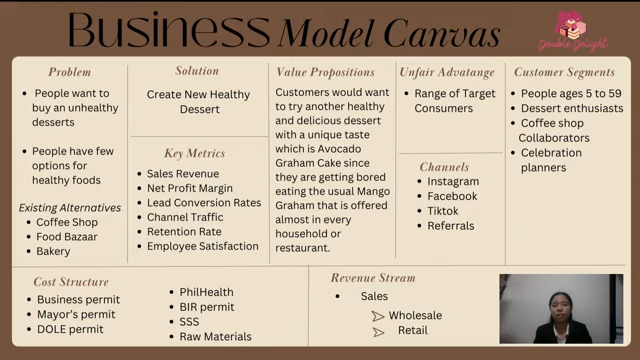 Business Model Canvas
Double Delight
Problem
• People want to
buy an unhealthy
desserts
• People have few
options for
healthy foods
Existing Alternatives
• Coffee Shop
• Food Bazaar
• Bakery
Solution
Create New Healthy
Dessert
Key Metrics
• Sales Revenue
• Net Profit Margin
• Lead Conversion Rates
• Channel Traffic
• Retention Rate
• Employee Satisfaction
Value Propositions
Customers would want
to try another healthy
and delicious dessert
with a unique taste
which is Avocado
Graham Cake since
they are getting bored
eating the usual Mango
Graham that is offered
almost in every
household or
restaurant.
Unfair Advatange
• Range of Target
Consumers
Channels
• Instagram
• Facebook
• Tiktok
• Referrals
Customer Segments
• People ages 5 to 59
• Dessert enthusiasts
• Coffee shop
Collaborators
• Celebration
planners
Cost Structure
• Business permit
• Mayor's permit
• DOLE permit
• PhilHealth
• BIR permit
• SSS
• Raw Materials
Revenue Stream
• Sales
Wholesale
Retail